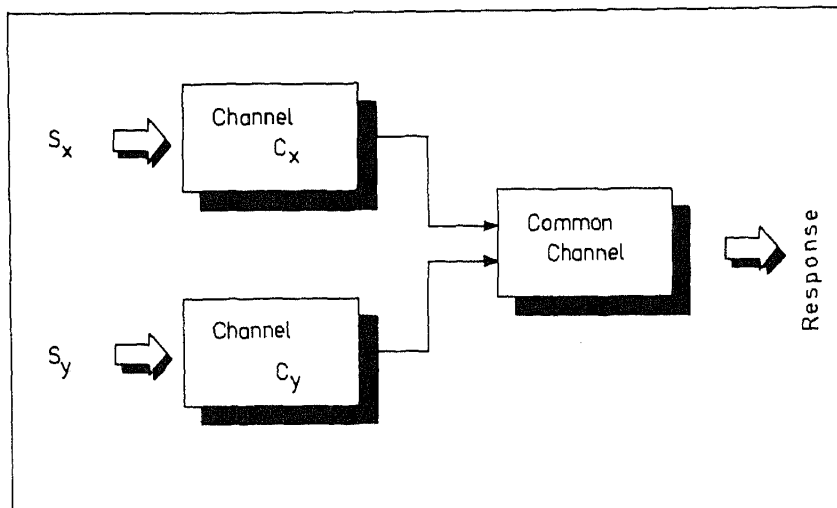 Sx
Channel
Cx
Common
Channel
Response
Sy
Channel
Cy